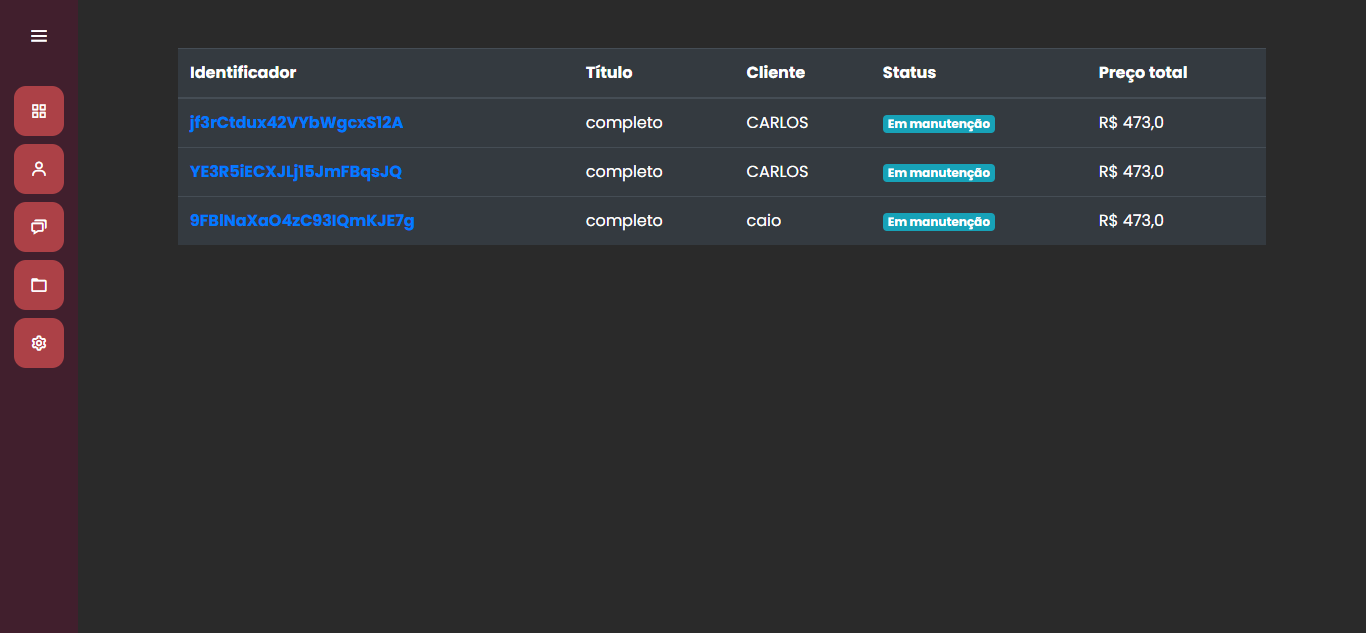 Identificador Título Cliente Status Preço total
jf3rCtdux42VYbWgcxS12A completo CARLOS Em manutenção R$ 473,0
YE3R5iECXJLj15JmFBqsJQ completo CARLOS Em manutenção R$ 473,0
9FBlNaXaO4zC93IQmKJE7g completo caio Em manutenção R$ 473,0